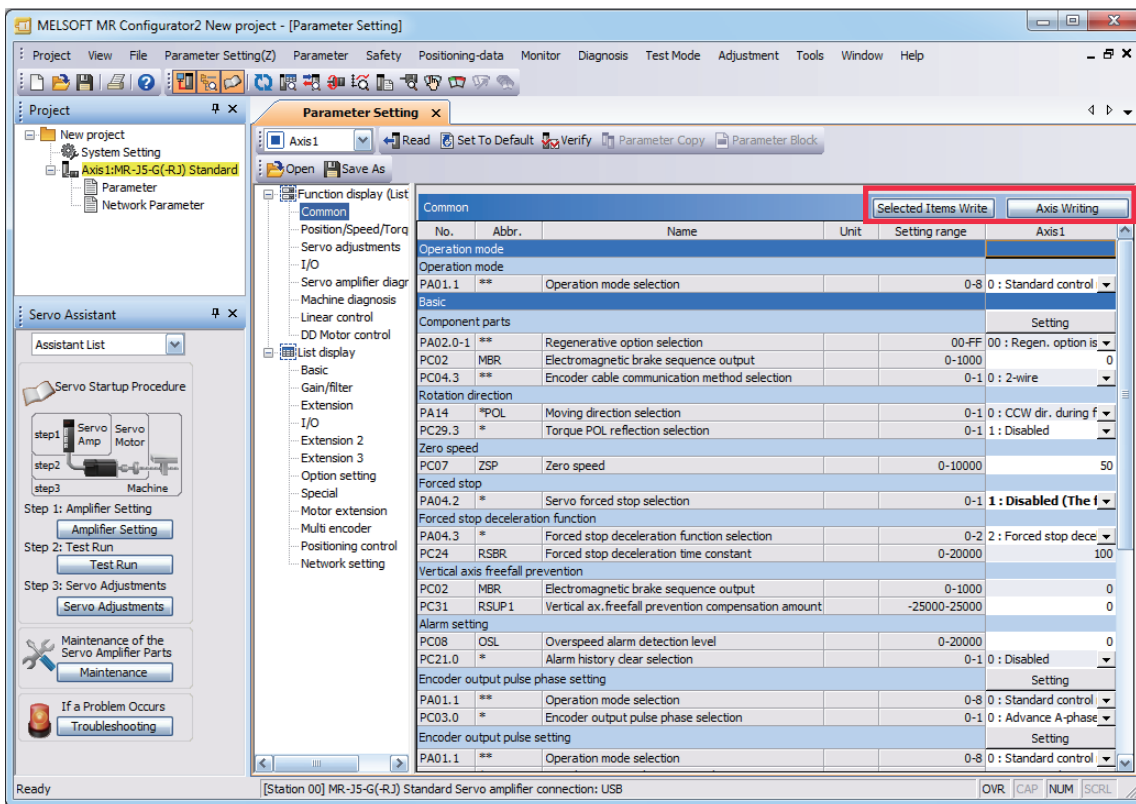 MELSOFT MR Configurator2 New project - [Parameter Setting]
Project View File Parameter Setting(Z) Parameter Safety Positioning-data Monitor Diagnosis Test Mode Adjustment Tools Window Help
Project
New project
System Setting
Axis1:MR-J5-G(-RJ) Standard
Parameter
Network Parameter
Servo Assistant
Assistant List
Servo Startup Procedure
step1 Servo Amp Servo Motor
step2
step3 Machine
Step 1: Amplifier Setting
Amplifier Setting
Step 2: Test Run
Test Run
Step 3: Servo Adjustments
Servo Adjustments
Maintenance of the
Servo Amplifier Parts
Maintenance
If a Problem Occurs
Troubleshooting
Parameter Setting
Axis1 Read Set To Default Verify Parameter Copy Parameter Block
Open Save As
Function display (List
Common
Position/Speed/Torq
Servo adjustments
I/O
Servo amplifier diagr
Machine diagnosis
Linear control
DD Motor control
List display
Basic
Gain/filter
Extension
I/O
Extension 2
Extension 3
Option setting
Special
Motor extension
Multi encoder
Positioning control
Network setting
Common Selected Items Write Axis Writing
No. Abbr. Name Unit Setting range Axis1
Operation mode
Operation mode
PA01.1 ** Operation mode selection 0-8 0 : Standard control
Basic
Component parts Setting
PA02.0-1 ** Regenerative option selection 00-FF 00 : Regen. option is
PC02 MBR Electromagnetic brake sequence output 0-1000 0
PC04.3 ** Encoder cable communication method selection 0-1 0 : 2-wire
Rotation direction
PA14 *POL Moving direction selection 0-1 0 : CCW dir. during f
PC29.3 * Torque POL reflection selection 0-1 1 : Disabled
Zero speed
PC07 ZSP Zero speed 0-10000 50
Forced stop
PA04.2 * Servo forced stop selection 0-1 1 : Disabled (The f
Forced stop deceleration function
PA04.3 * Forced stop deceleration function selection 0-2 2 : Forced stop dece
PC24 RSBR Forced stop deceleration time constant 0-20000 100
Vertical axis freefall prevention
PC02 MBR Electromagnetic brake sequence output 0-1000 0
PC31 RSUP1 Vertical ax.freefall prevention compensation amount -25000-25000 0
Alarm setting
PC08 OSL Overspeed alarm detection level 0-20000 0
PC21.0 * Alarm history clear selection 0-1 0 : Disabled
Encoder output pulse phase setting Setting
PA01.1 ** Operation mode selection 0-8 0 : Standard control
PC03.0 * Encoder output pulse phase selection 0-1 0 : Advance A-phase
Encoder output pulse setting Setting
PA01.1 ** Operation mode selection 0-8 0 : Standard control
Ready [Station 00] MR-J5-G(-RJ) Standard Servo amplifier connection: USB OVR CAP NUM SCRL